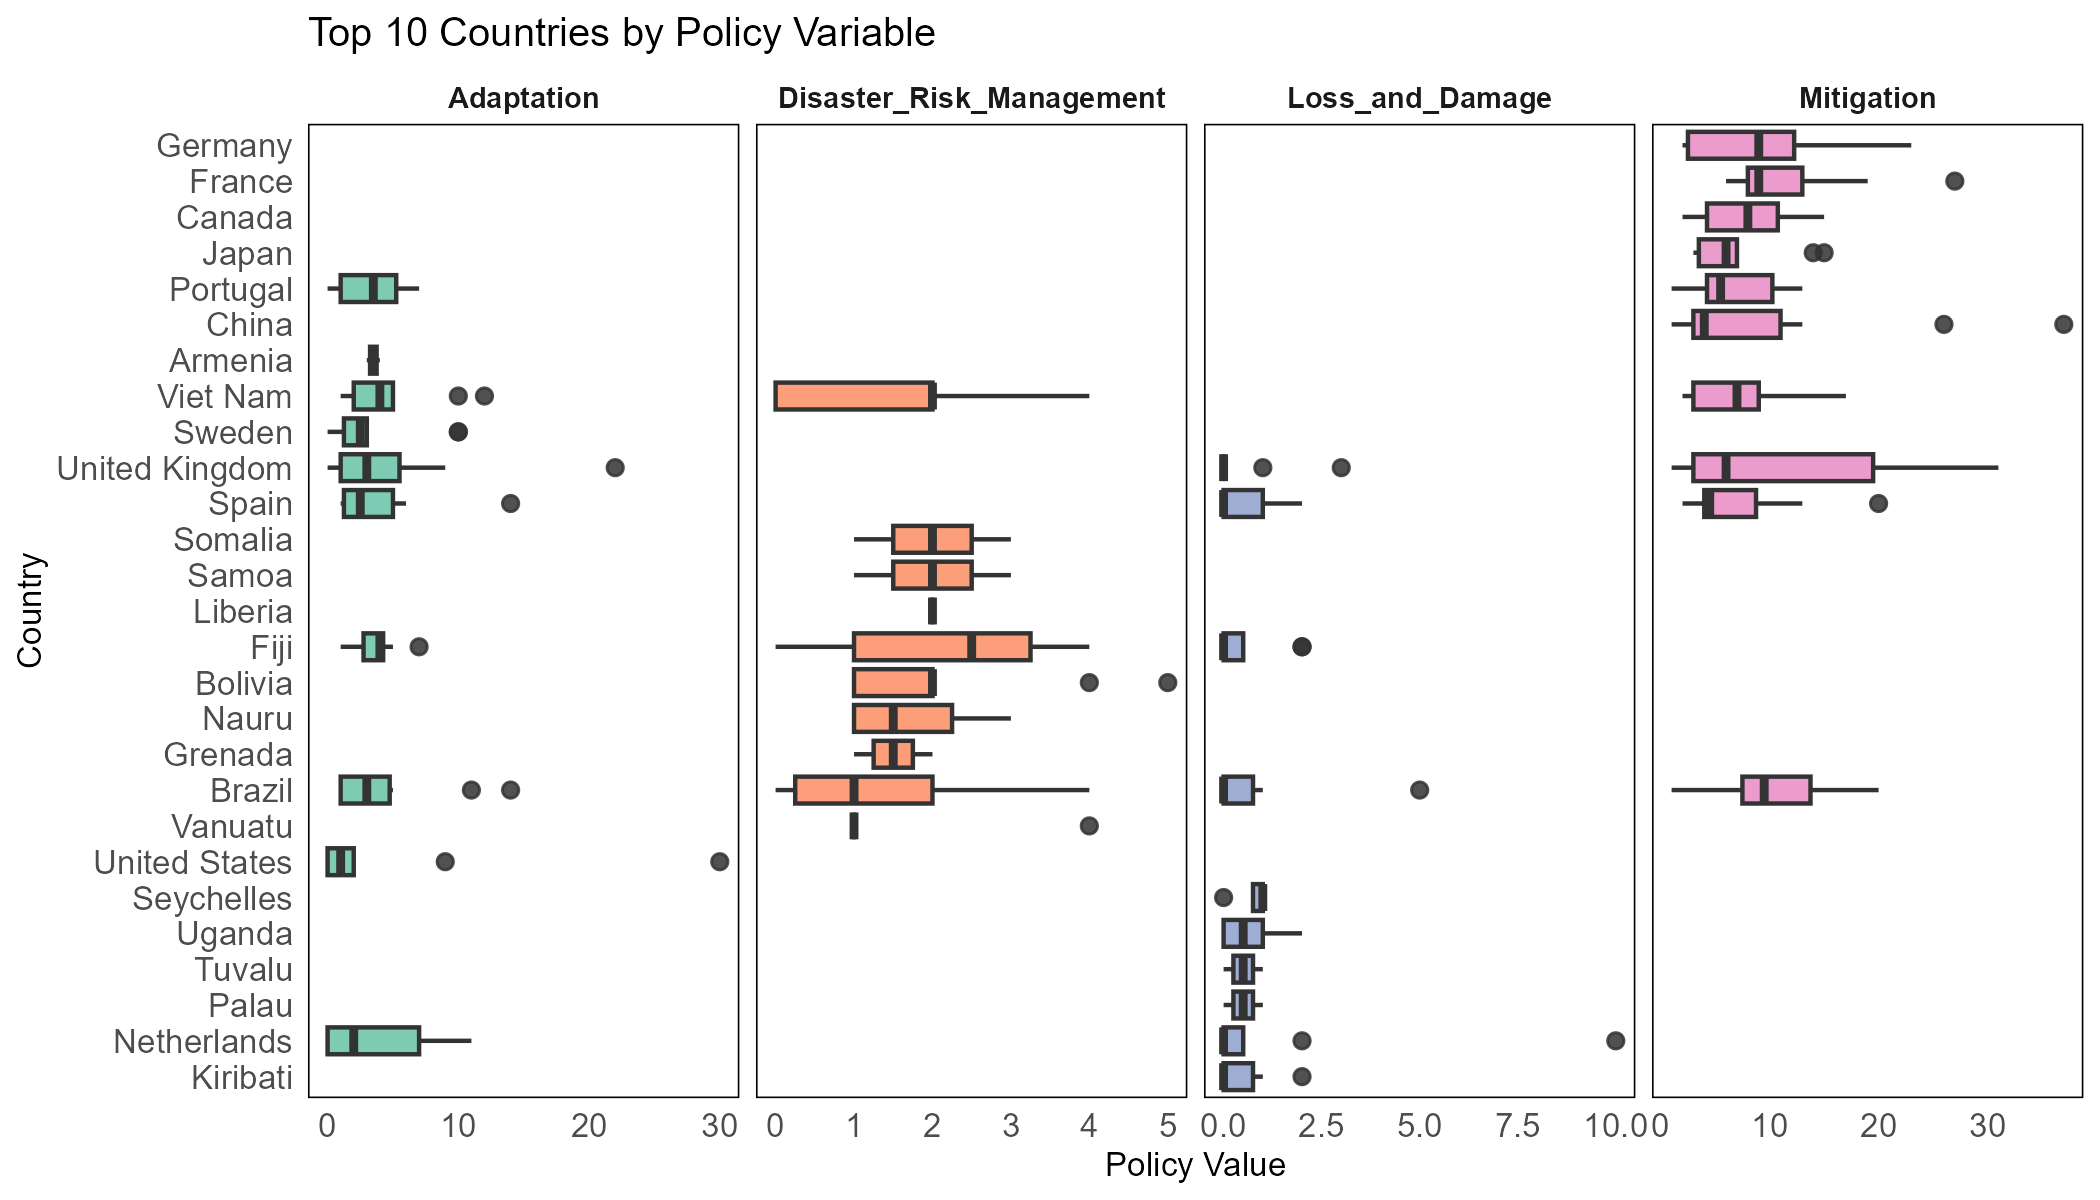 Top 10 Countries by Policy Variable
Adaptation Disaster_Risk_Management Loss_and_Damage Mitigation
Germany
France
Canada
Japan
Portugal
China
Armenia
Viet Nam
Sweden
United Kingdom
Spain
Somalia
Samoa
Liberia
Fiji
Bolivia
Nauru
Grenada
Brazil
Vanuatu
United States
Seychelles
Uganda
Tuvalu
Palau
Netherlands
Kiribati
Country
0 10 20 30 0 1 2 3 4 5 0.0 2.5 5.0 7.5 10.0 0 10 20 30
Policy Value